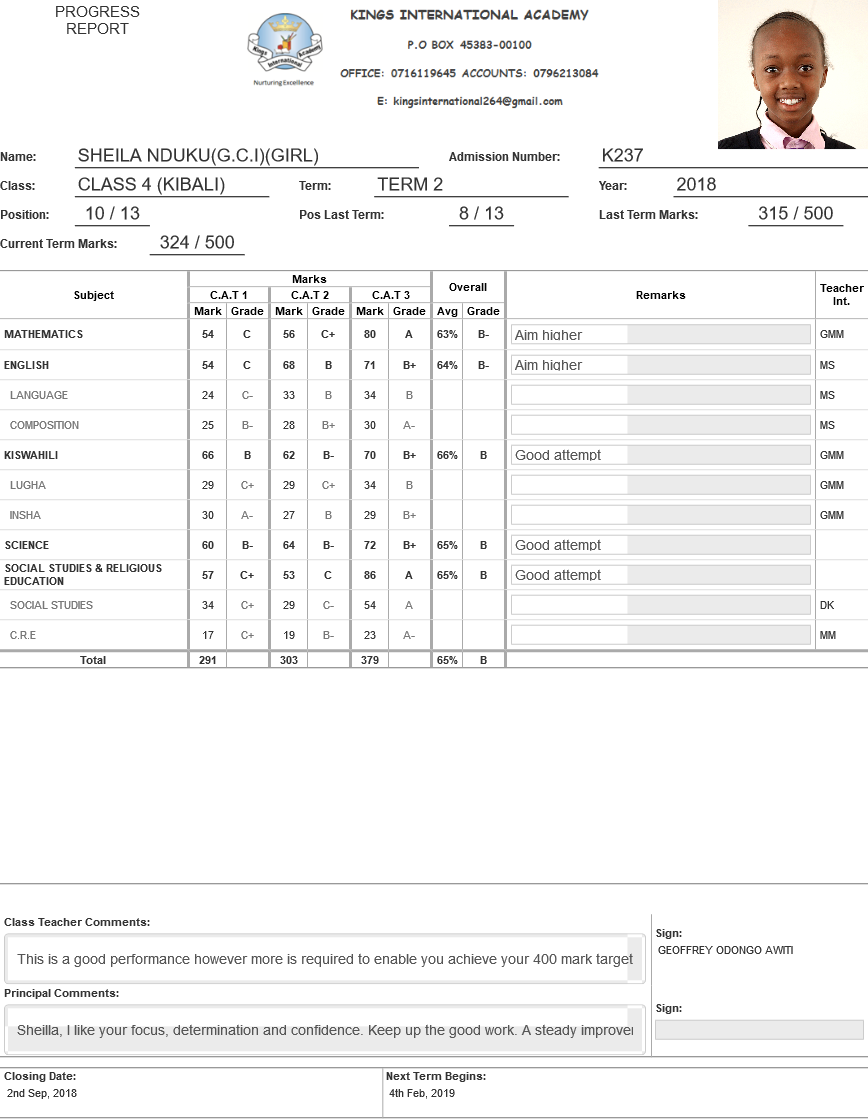 PROGRESS
REPORT
KINGS INTERNATIONAL ACADEMY
P.O BOX 45383-00100
OFFICE: 0716119645 ACCOUNTS: 0796213084
E: kingsinternational264@gmail.com
Kings Academy
International
Nurturing Excellence
Name: SHEILA NDUKU(G.C.I)(GIRL) Admission Number: K237
Class: CLASS 4 (KIBALI) Term: TERM 2 Year: 2018
Position: 10 / 13 Pos Last Term: 8 / 13 Last Term Marks: 315 / 500
Current Term Marks: 324 / 500
Subject Marks Overall Remarks Teacher Int.
C.A.T 1 C.A.T 2 C.A.T 3
Mark Grade Mark Grade Mark Grade Avg Grade
MATHEMATICS 54 C 56 C+ 80 A 63% B- Aim higher GMM
ENGLISH 54 C 68 B 71 B+ 64% B- Aim higher MS
LANGUAGE 24 C- 33 B 34 B MS
COMPOSITION 25 B- 28 B+ 30 A- MS
KISWAHILI 66 B 62 B- 70 B+ 66% B Good attempt GMM
LUGHA 29 C+ 29 C+ 34 B GMM
INSHA 30 A- 27 B 29 B+ GMM
SCIENCE 60 B- 64 B- 72 B+ 65% B Good attempt
SOCIAL STUDIES & RELIGIOUS
EDUCATION 57 C+ 53 C 86 A 65% B Good attempt
SOCIAL STUDIES 34 C+ 29 C- 54 A DK
C.R.E 17 C+ 19 B- 23 A- MM
Total 291 303 379 65% B
Class Teacher Comments:
This is a good performance however more is required to enable you achieve your 400 mark target
Sign:
GEOFFREY ODONGO AWITI
Principal Comments:
Sheilla, I like your focus, determination and confidence. Keep up the good work. A steady
Sign:
Closing Date: Next Term Begins:
2nd Sep, 2018 4th Feb, 2019